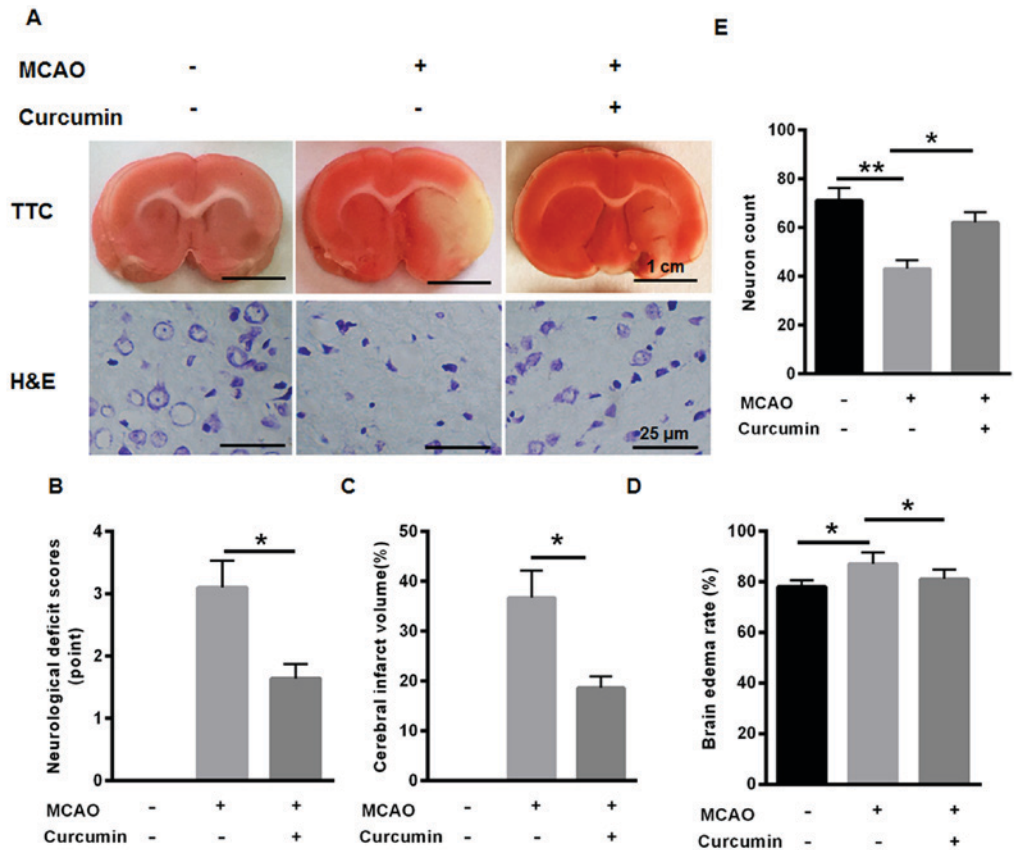 A
MCAO - + +
Curcumin - - +
TTC
1 cm
H&E
25 µm
E
Neuron count
100
80
60
40
20
0
**
*
MCAO - + +
Curcumin - - +
B
Neurological deficit scores
(point)
4
3
2
1
0
*
MCAO - + +
Curcumin - - +
C
Cerebral infarct volume(%)
50
40
30
20
10
0
*
MCAO - + +
Curcumin - - +
D
Brain edema rate (%)
100
80
60
80
40
20
0
*
*
MCAO - + +
Curcumin - - +